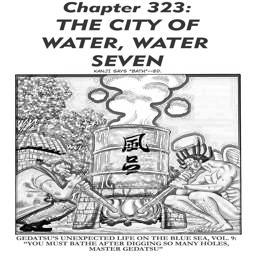 Chapter 323:
THE CITY OF
WATER, WATER
SEVEN
KANJI SAYS "BATH"--ED.
風
呂
GEDATSU'S UNEXPECTED LIFE ON THE BLUE SEA, VOL. 9:
"YOU MUST BATHE AFTER DIGGING SO MANY HOLES,
MASTER GEDATSU"